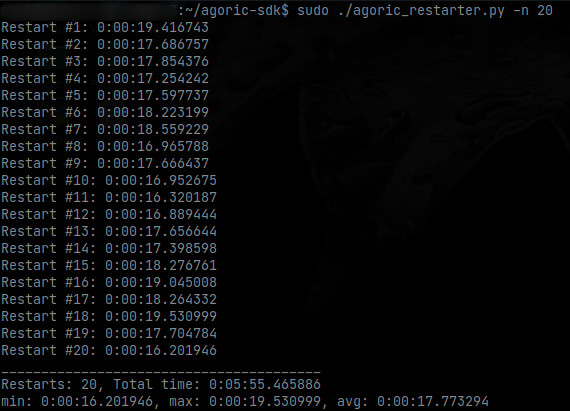 :~/agoric-sdk$ sudo ./agoric_restarter.py -n 20
Restart #1: 0:00:19.416743
Restart #2: 0:00:17.686757
Restart #3: 0:00:17.854376
Restart #4: 0:00:17.254242
Restart #5: 0:00:17.597737
Restart #6: 0:00:18.223199
Restart #7: 0:00:18.559229
Restart #8: 0:00:16.965788
Restart #9: 0:00:17.666437
Restart #10: 0:00:16.952675
Restart #11: 0:00:16.320187
Restart #12: 0:00:16.889444
Restart #13: 0:00:17.656644
Restart #14: 0:00:17.398598
Restart #15: 0:00:18.276761
Restart #16: 0:00:19.045008
Restart #17: 0:00:18.264332
Restart #18: 0:00:19.530999
Restart #19: 0:00:17.704784
Restart #20: 0:00:16.201946
________________________________________
Restarts: 20, Total time: 0:05:55.465886
min: 0:00:16.201946, max: 0:00:19.530999, avg: 0:00:17.773294